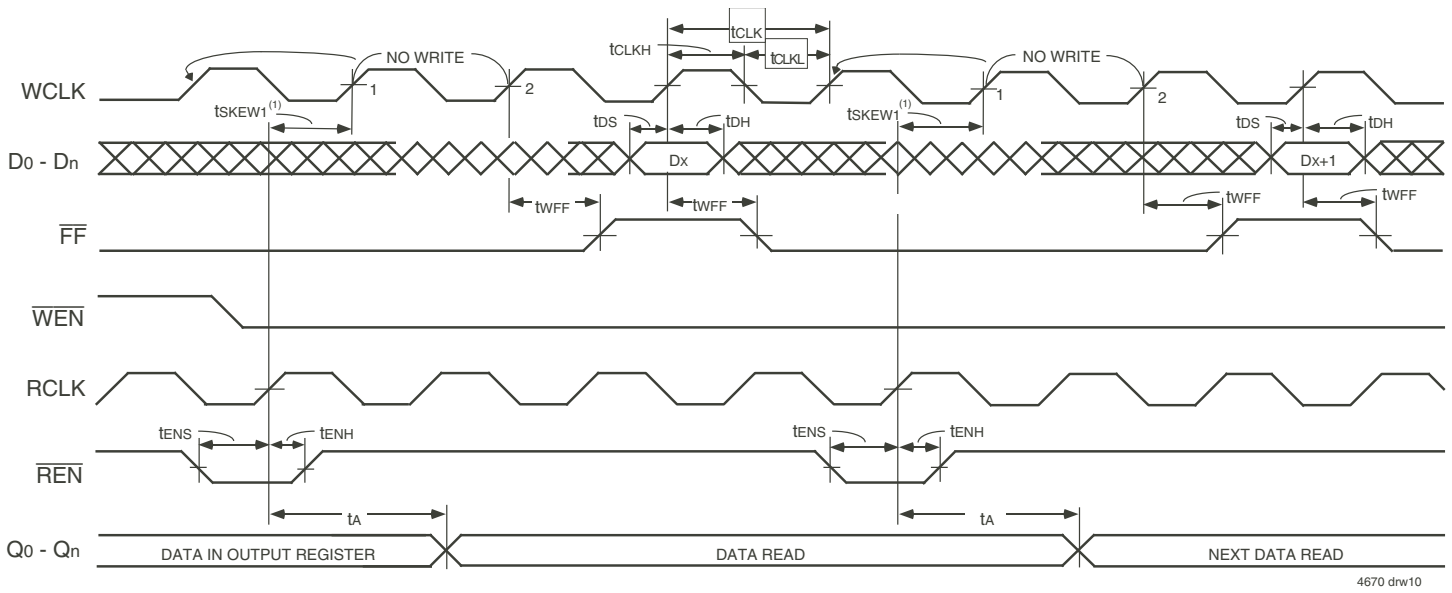 tCLK
NO WRITE
tCLKH
tCLKL
NO WRITE
WCLK
1
2
1
2
tSKEW1(1)
tDS
tDH
tSKEW1(1)
tDS
tDH
D0 - Dn
DX
DX+1
tWFF
tWFF
tWFF
tWFF
FF
WEN
RCLK
tENS
tENH
tENS
tENH
REN
tA
tA
Q0 - Qn
DATA IN OUTPUT REGISTER
DATA READ
NEXT DATA READ
4670 drw10